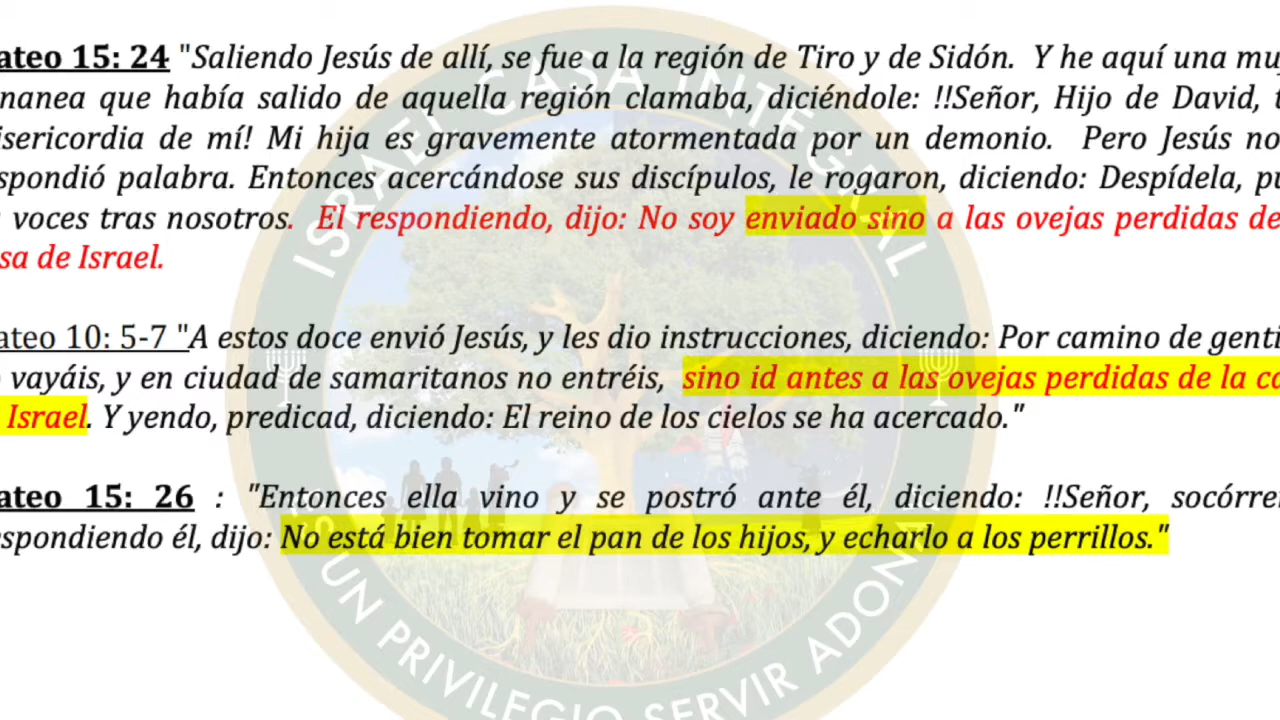 ateo 15: 24 "Saliendo Jesús de allí, se fue a la región de Tiro y de Sidón. Y he aquí una muj
nanea que había salido de aquella región clamaba, diciéndole: !!Señor, Hijo de David, t
isericordia de mí! Mi hija es gravemente atormentada por un demonio. Pero Jesús no
spondió palabra. Entonces acercándose sus discípulos, le rogaron, diciendo: Despídela, pu
voces tras nosotros. El respondiendo, dijo: No soy enviado sino a las ovejas perdidas de
sa de Israel.
ateo 10: 5-7 "A estos doce envió Jesús, y les dio instrucciones, diciendo: Por camino de genti
vayáis, y en ciudad de samaritanos no entréis, sino id antes a las ovejas perdidas de la ca
Israel. Y yendo, predicad, diciendo: El reino de los cielos se ha acercado."
ateo 15: 26 : "Entonces ella vino y se postró ante él, diciendo: !!Señor, socórre
spondiendo él, dijo: No está bien tomar el pan de los hijos, y echarlo a los perrillos."
ISRAEL CASA INTEGRAL
UN PRIVILEGIO SERVIR ADONA